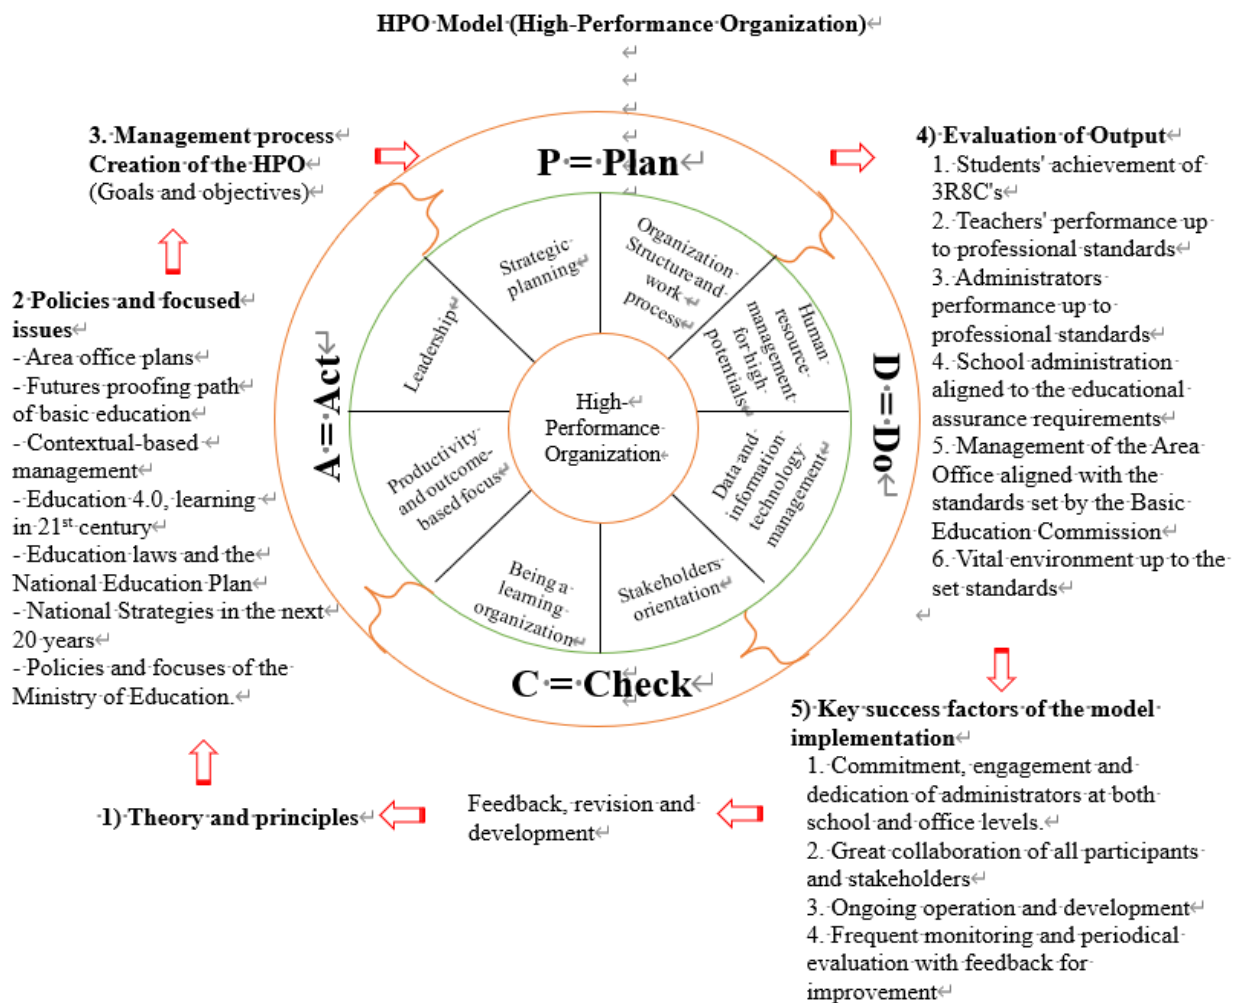 HPO Model (High-Performance Organization)
3. Management process
Creation of the HPO
(Goals and objectives)
P = Plan
4) Evaluation of Output
1. Students' achievement of
3R8C's
2. Teachers' performance up
to professional standards
3. Administrators
performance up to
professional standards
4. School administration
aligned to the educational
assurance requirements
5. Management of the Area
Office aligned with the
standards set by the Basic
Education Commission
6. Vital environment up to the
set standards
2 Policies and focused
issues
- Area office plans
- Futures proofing path
of basic education
- Contextual-based
management
- Education 4.0, learning
in 21st century
- Education laws and the
National Education Plan
- National Strategies in the next
20 years
- Policies and focuses of the
Ministry of Education.
A = Act
Strategic
planning
Organization
Structure and
work
process
Human
resource
management
for high-
potentials
Leadership
High-
Performance
Organization
D = Do
Productivity
and outcome-
based focus
Data and
information
technology
management
Being a
learning
organization
Stakeholders
orientation
C = Check
5) Key success factors of the model
implementation
1. Commitment, engagement and
dedication of administrators at both
school and office levels.
2. Great collaboration of all participants
and stakeholders
3. Ongoing operation and development
4. Frequent monitoring and periodical
evaluation with feedback for
improvement
1) Theory and principles
Feedback, revision and
development